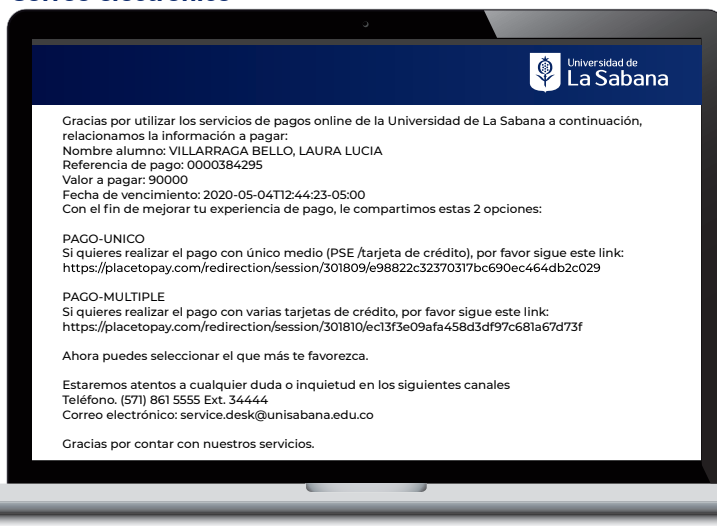 Universidad de
La Sabana
Gracias por utilizar los servicios de pagos online de la Universidad de La Sabana a continuación,
relacionamos la información a pagar:
Nombre alumno: VILLARRAGA BELLO, LAURA LUCIA
Referencia de pago: 0000384295
Valor a pagar: 90000
Fecha de vencimiento: 2020-05-04T12:44:23-05:00
Con el fin de mejorar tu experiencia de pago, le compartimos estas 2 opciones:
PAGO-UNICO
Si quieres realizar el pago con único medio (PSE /tarjeta de crédito), por favor sigue este link:
https://placetopay.com/redirection/session/301809/e98822c32370317bc690ec464db2c029
PAGO-MULTIPLE
Si quieres realizar el pago con varias tarjetas de crédito, por favor sigue este link:
https://placetopay.com/redirection/session/301810/ec13f3e09afa458d3df97c681a67d73f
Ahora puedes seleccionar el que más te favorezca.
Estaremos atentos a cualquier duda o inquietud en los siguientes canales
Teléfono. (571) 861 5555 Ext. 34444
Correo electrónico: service.desk@unisabana.edu.co
Gracias por contar con nuestros servicios.